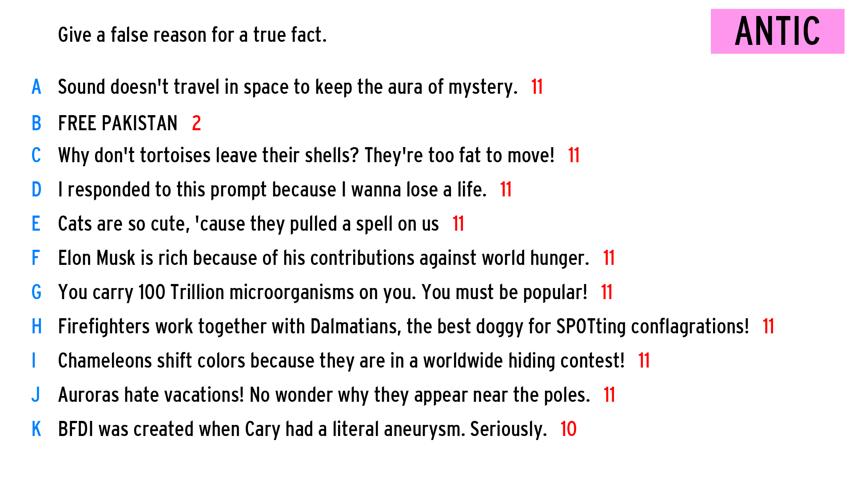 Give a false reason for a true fact.
ANTIC
A Sound doesn't travel in space to keep the aura of mystery. 11
B FREE PAKISTAN 2
C Why don't tortoises leave their shells? They're too fat to move! 11
D I responded to this prompt because I wanna lose a life. 11
E Cats are so cute, 'cause they pulled a spell on us 11
F Elon Musk is rich because of his contributions against world hunger. 11
G You carry 100 Trillion microorganisms on you. You must be popular! 11
H Firefighters work together with Dalmatians, the best doggy for SPOTting conflagrations! 11
I Chameleons shift colors because they are in a worldwide hiding contest! 11
J Auroras hate vacations! No wonder why they appear near the poles. 11
K BFDI was created when Cary had a literal aneurysm. Seriously. 10